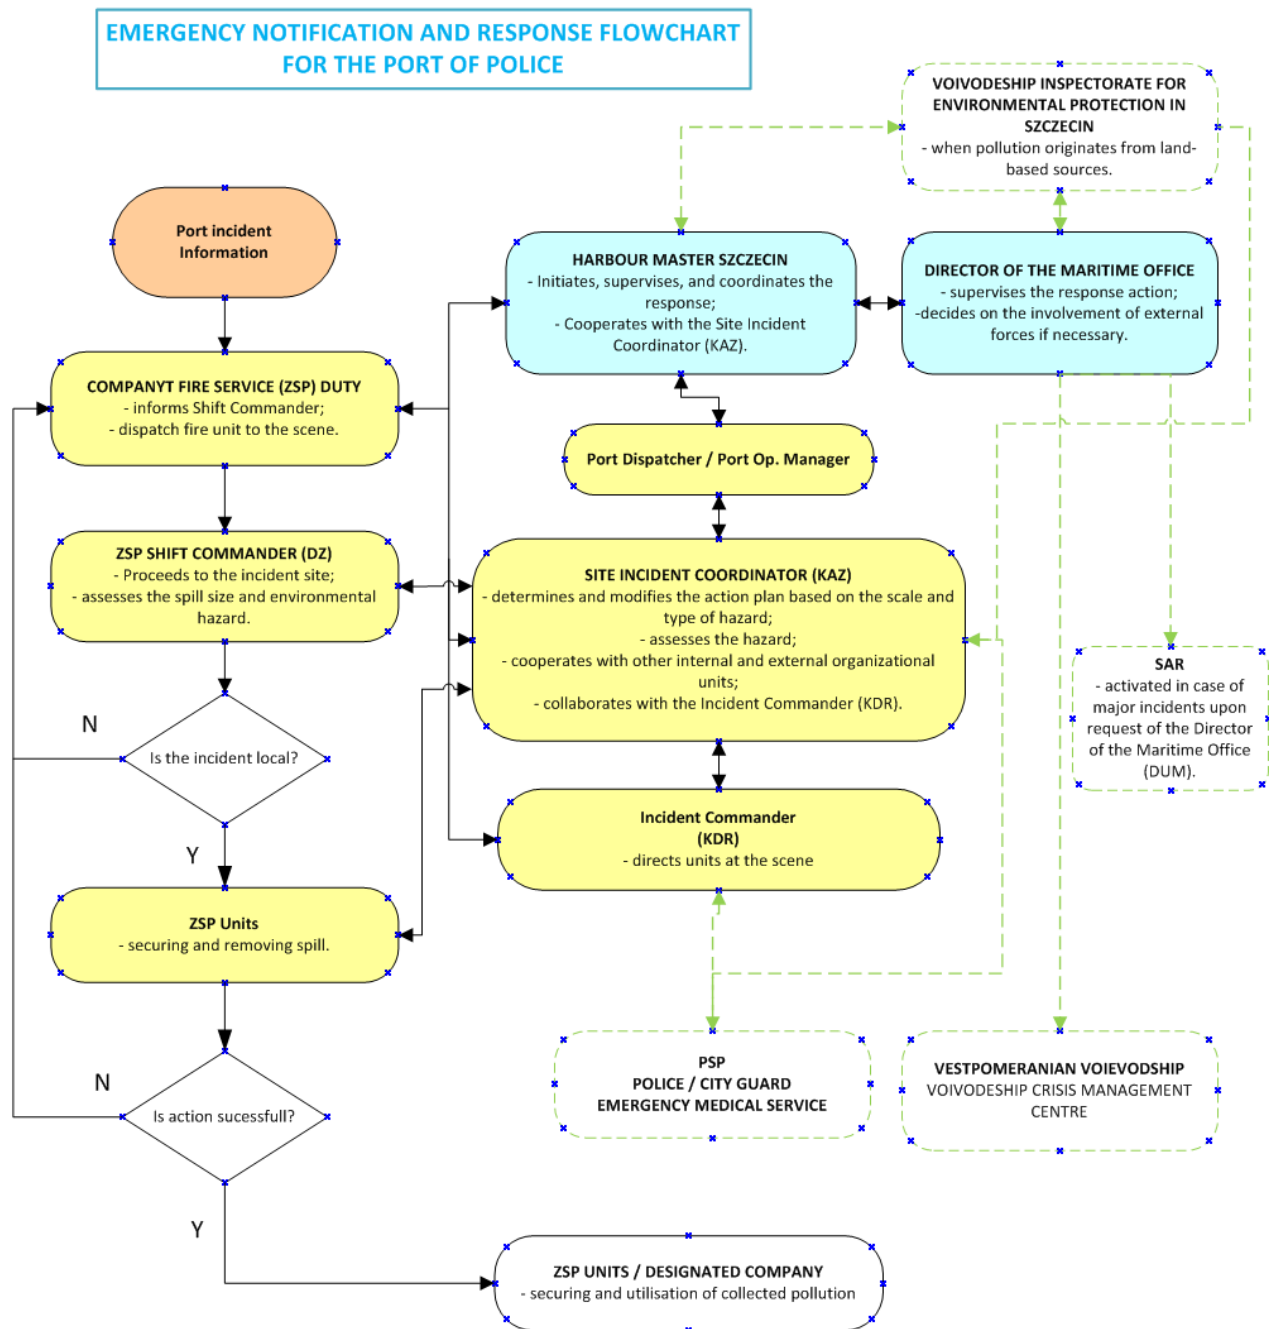 EMERGENCY NOTIFICATION AND RESPONSE FLOWCHART
FOR THE PORT OF POLICE
VOIVODESHIP INSPECTORATE FOR
ENVIRONMENTAL PROTECTION IN
SZCZECIN
- when pollution originates from land-
based sources.
Port incident
Information
HARBOUR MASTER SZCZECIN
- Initiates, supervises, and coordinates the
response;
- Cooperates with the Site Incident
Coordinator (KAZ).
DIRECTOR OF THE MARITIME OFFICE
- supervises the response action;
-decides on the involvement of external
forces if necessary.
COMPANYT FIRE SERVICE (ZSP) DUTY
- informs Shift Commander;
- dispatch fire unit to the scene.
Port Dispatcher / Port Op. Manager
ZSP SHIFT COMMANDER (DZ)
- Proceeds to the incident site;
- assesses the spill size and environmental
hazard.
SITE INCIDENT COORDINATOR (KAZ)
- determines and modifies the action plan based on the scale and
type of hazard;
- assesses the hazard;
- cooperates with other internal and external organizational
units;
- collaborates with the Incident Commander (KDR).
SAR
- activated in case of
major incidents upon
request of the Director
of the Maritime Office
(DUM).
N
Is the incident local?
Y
Incident Commander
(KDR)
- directs units at the scene
ZSP Units
- securing and removing spill.
PSP
POLICE / CITY GUARD
EMERGENCY MEDICAL SERVICE
VESTPOMERANIAN VOIEVODSHIP
VOIVODESHIP CRISIS MANAGEMENT
CENTRE
N
Is action sucessfull?
Y
ZSP UNITS / DESIGNATED COMPANY
- securing and utilisation of collected pollution